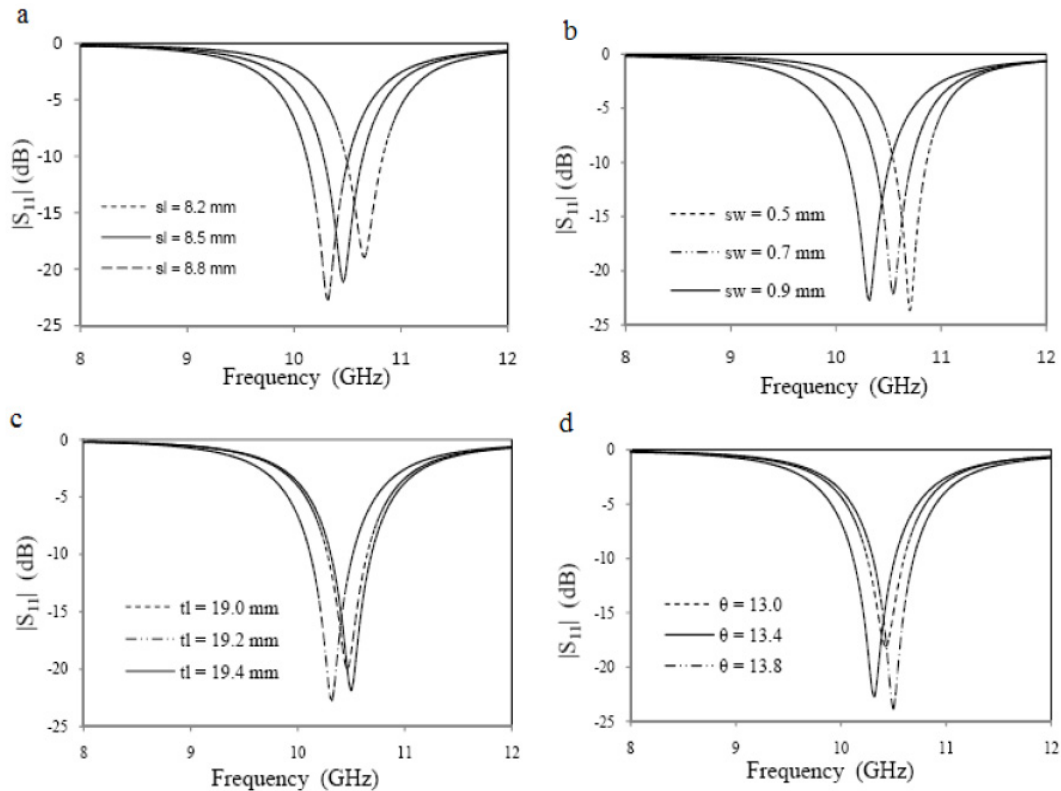 a
0
-5
-10
-15
-20
-25
|S11| (dB)
sl = 8.2 mm
sl = 8.5 mm
sl = 8.8 mm
8 9 10 11 12
Frequency (GHz)
b
0
-5
-10
-15
-20
-25
|S11| (dB)
sw = 0.5 mm
sw = 0.7 mm
sw = 0.9 mm
8 9 10 11 12
Frequency (GHz)
c
0
-5
-10
-15
-20
-25
|S11| (dB)
tl = 19.0 mm
tl = 19.2 mm
tl = 19.4 mm
8 9 10 11 12
Frequency (GHz)
d
0
-5
-10
-15
-20
-25
|S11| (dB)
θ = 13.0
θ = 13.4
θ = 13.8
8 9 10 11 12
Frequency (GHz)